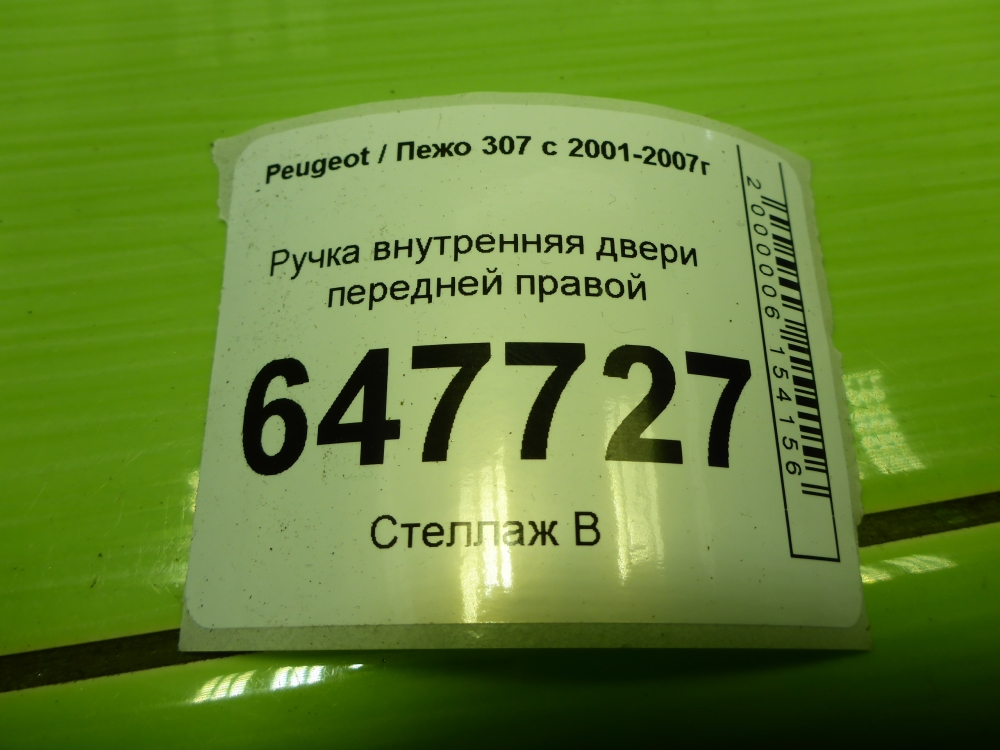 Peugeot / Пежо 307 с 2001-2007г
Ручка внутренняя двери
передней правой
647727
Стеллаж В
2000006154156